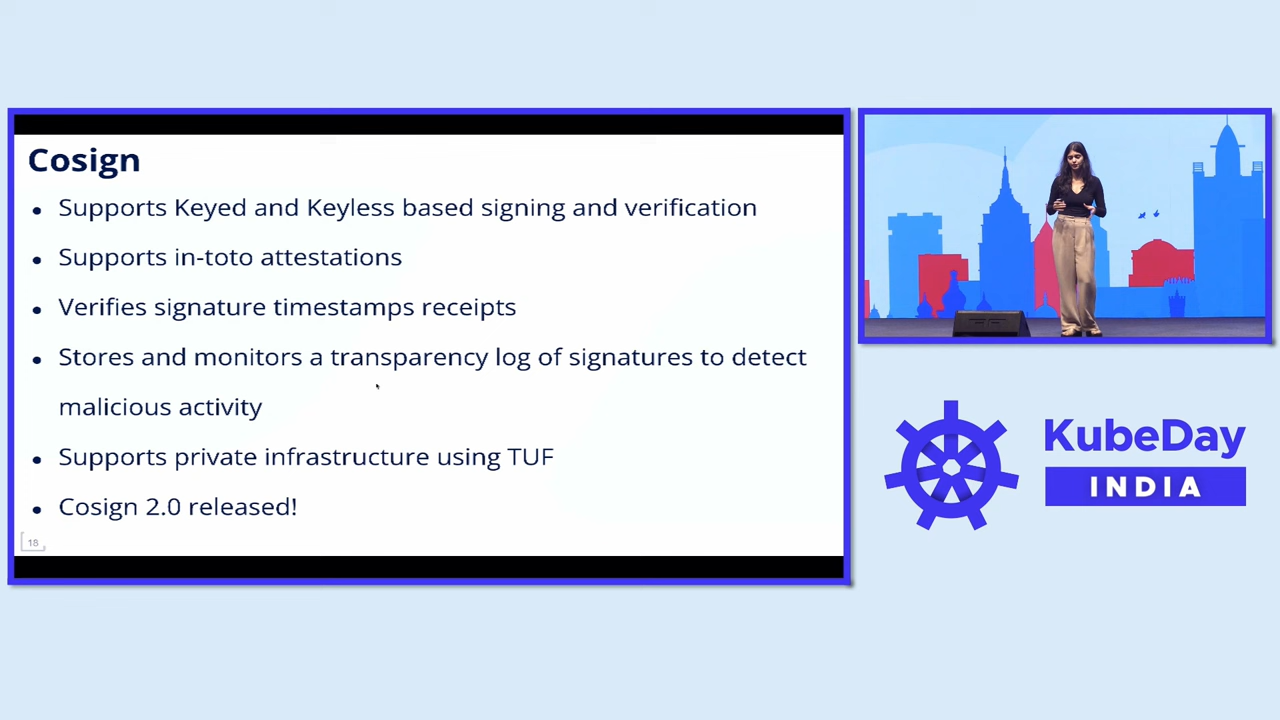 Cosign
• Supports Keyed and Keyless based signing and verification
• Supports in-toto attestations
• Verifies signature timestamps receipts
• Stores and monitors a transparency log of signatures to detect
malicious activity
• Supports private infrastructure using TUF
• Cosign 2.0 released!
18
KubeDay
INDIA